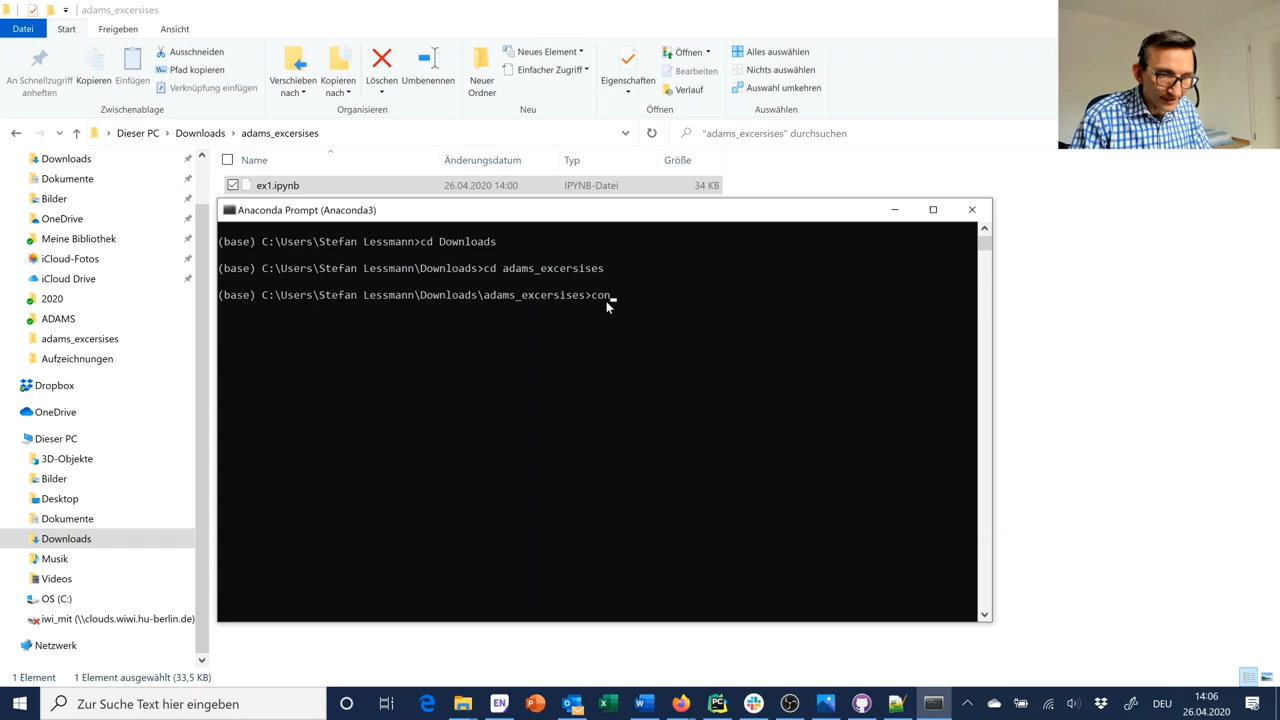 adams_excersises
Datei
Start
Freigeben
Ansicht
An Schnellzugriff anheften
Kopieren
Einfügen
Ausschneiden
Pfad kopieren
Verknüpfung einfügen
Zwischenablage
Verschieben nach
Kopieren nach
Löschen
Umbenennen
Organisieren
Neuer Ordner
Neues Element
Einfacher Zugriff
Neu
Eigenschaften
Öffnen
Bearbeiten
Verlauf
Öffnen
Alles auswählen
Nichts auswählen
Auswahl umkehren
Auswählen
Dieser PC > Downloads > adams_excersises
"adams_excersises" durchsuchen
Name Änderungsdatum Typ Größe
ex1.ipynb 26.04.2020 14:00 IPYNB-Datei 34 KB
Downloads
Dokumente
Bilder
OneDrive
Meine Bibliothek
iCloud-Fotos
iCloud Drive
2020
ADAMS
adams_excersises
Aufzeichnungen
Dropbox
OneDrive
Dieser PC
3D-Objekte
Bilder
Desktop
Dokumente
Downloads
Musik
Videos
OS (C:)
iwi_mit (\\clouds.wiwi.hu-berlin.de)
Netzwerk
Anaconda Prompt (Anaconda3)
(base) C:\Users\Stefan Lessmann>cd Downloads
(base) C:\Users\Stefan Lessmann\Downloads>cd adams_excersises
(base) C:\Users\Stefan Lessmann\Downloads\adams_excersises>con_
1 Element 1 Element ausgewählt (33,5 KB)
Zur Suche Text hier eingeben
EN
DEU
14:06
26.04.2020